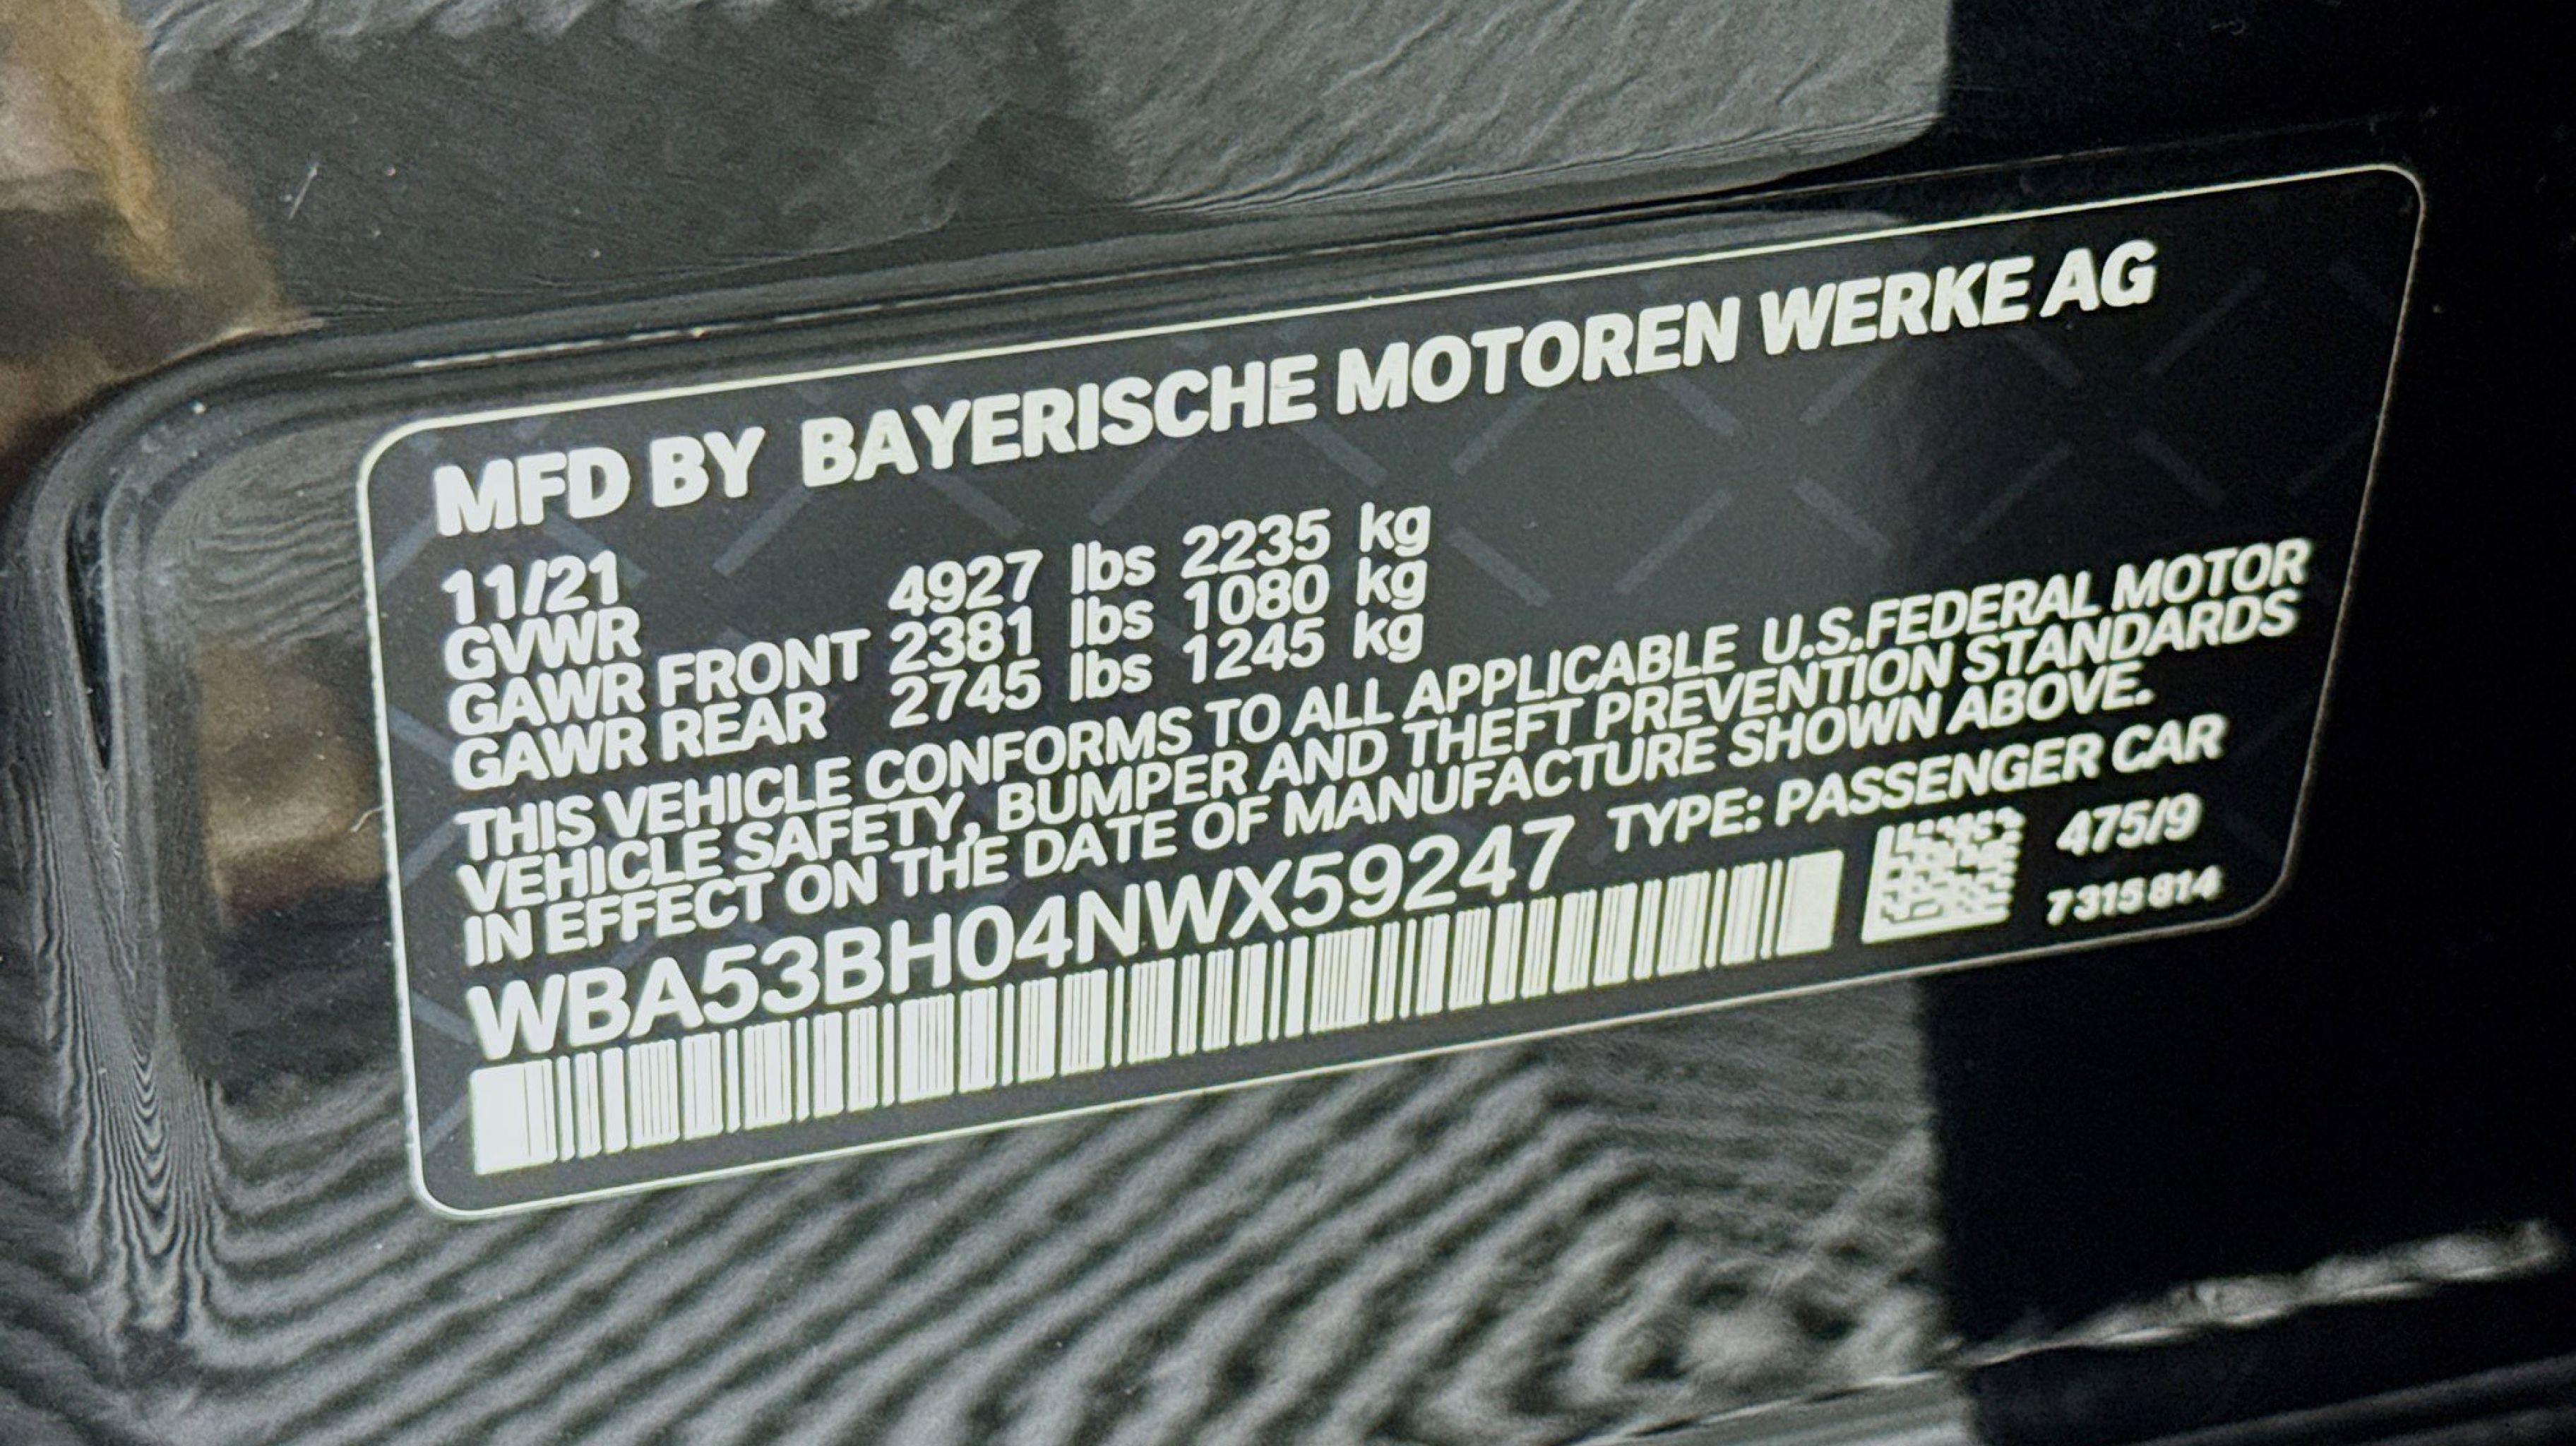 MFD BY BAYERISCHE MOTOREN WERKE AG
11/21
GVWR 4927 lbs 2235 kg
GAWR FRONT 2381 lbs 1080 kg
GAWR REAR 2745 lbs 1245 kg
THIS VEHICLE CONFORMS TO ALL APPLICABLE U.S.FEDERAL MOTOR
VEHICLE SAFETY, BUMPER AND THEFT PREVENTION STANDARDS
IN EFFECT ON THE DATE OF MANUFACTURE SHOWN ABOVE.
WBA53BH04NWX59247 TYPE: PASSENGER CAR
475/9
7 315 814